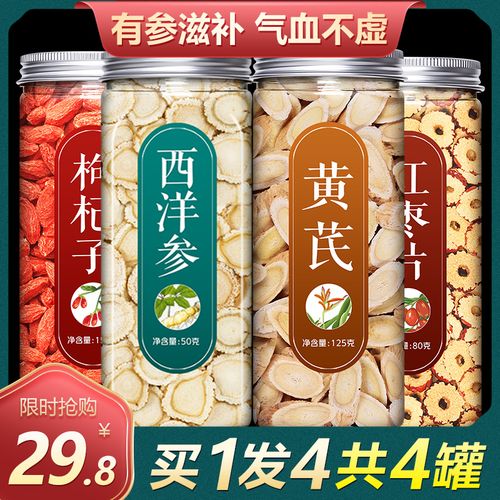 有参滋补 气血不虚
枸杞子
西洋参
黄芪
红枣片
净含量:1
净含量:50克
净含量:125克
:80克
限时抢购
¥
29.8
买1发4共4罐